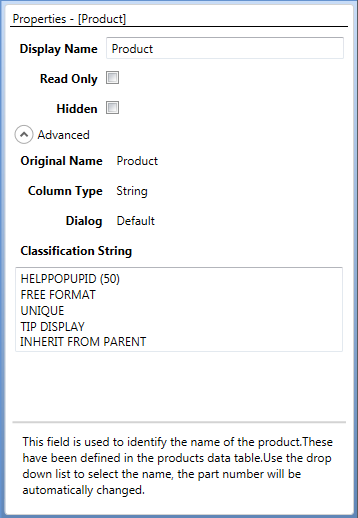 Properties - [Product]
Display Name Product
Read Only
Hidden
Advanced
Original Name Product
Column Type String
Dialog Default
Classification String
HELPPOPUPID (50)
FREE FORMAT
UNIQUE
TIP DISPLAY
INHERIT FROM PARENT
This field is used to identify the name of the product.These
have been defined in the products data table.Use the drop
down list to select the name, the part number will be
automatically changed.